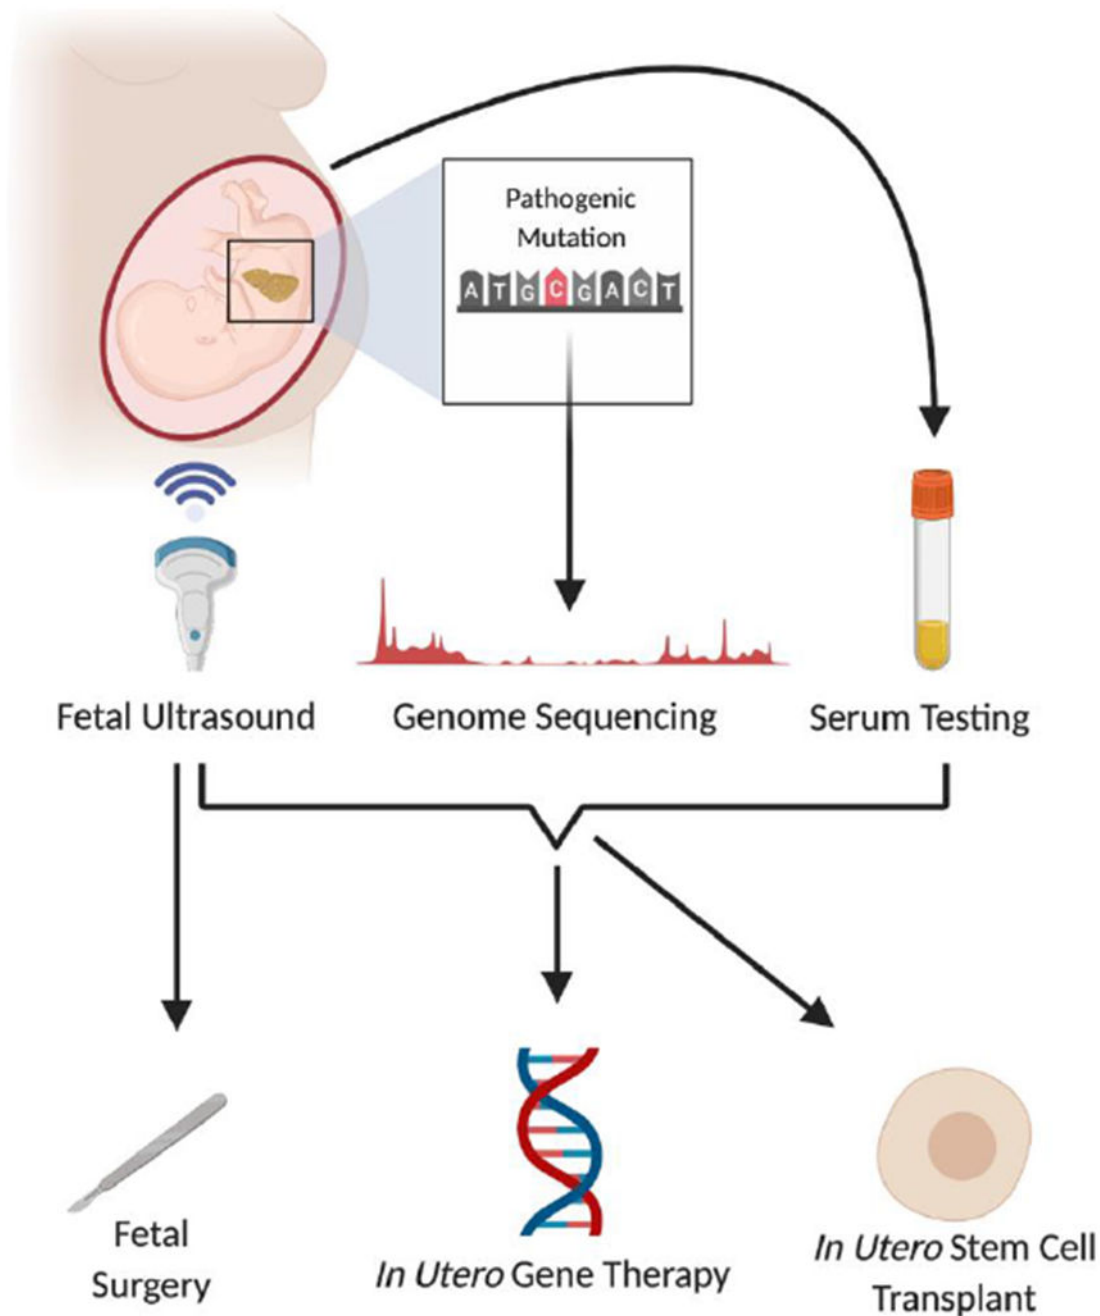 Pathogenic
Mutation
ATGCGACT
Fetal Ultrasound
Genome Sequencing
Serum Testing
Fetal
Surgery
In Utero Gene Therapy
In Utero Stem Cell
Transplant